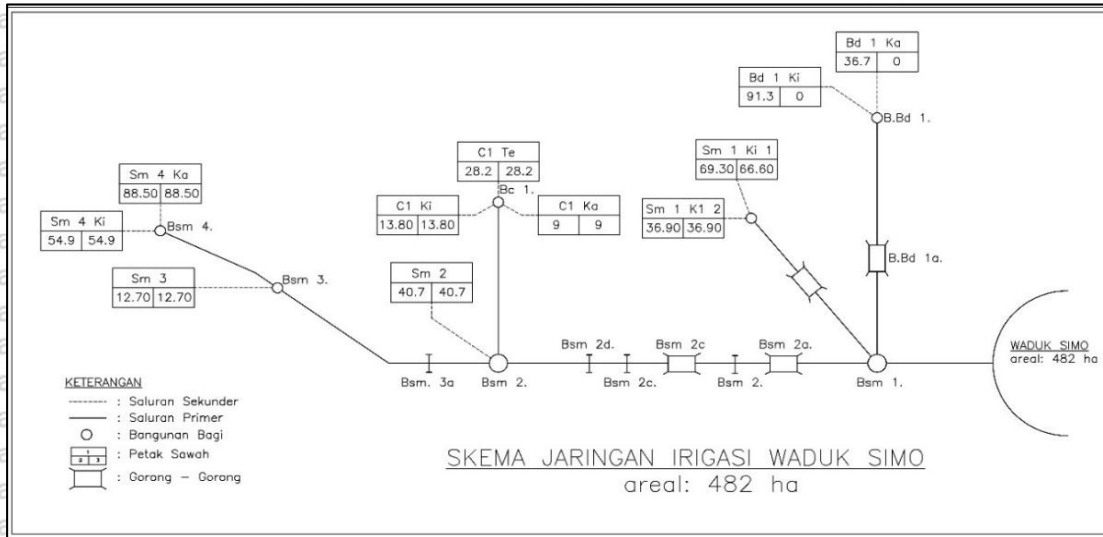 Bd 1 Ka
36.7 0
Bd 1 Ki
91.3 0
B.Bd 1.
C1 Te
28.2 28.2
Bc 1.
Sm 1 Ki 1
69.30 66.60
Sm 4 Ka
88.50 88.50
C1 Ki
13.80 13.80
C1 Ka
9 9
Sm 1 K1 2
36.90 36.90
Sm 4 Ki
54.9 54.9
Bsm 4.
B.Bd 1a.
Sm 3
12.70 12.70
Bsm 3.
Sm 2
40.7 40.7
Bsm 2d.
Bsm 2c
Bsm 2a.
WADUK SIMO
areal: 482 ha
Bsm. 3a
Bsm 2.
Bsm 2c.
Bsm 2.
Bsm 1.
KETERANGAN
: Saluran Sekunder
: Saluran Primer
: Bangunan Bagi
1
2 3
: Petak Sawah
: Gorong - Gorong
SKEMA JARINGAN IRIGASI WADUK SIMO
areal: 482 ha